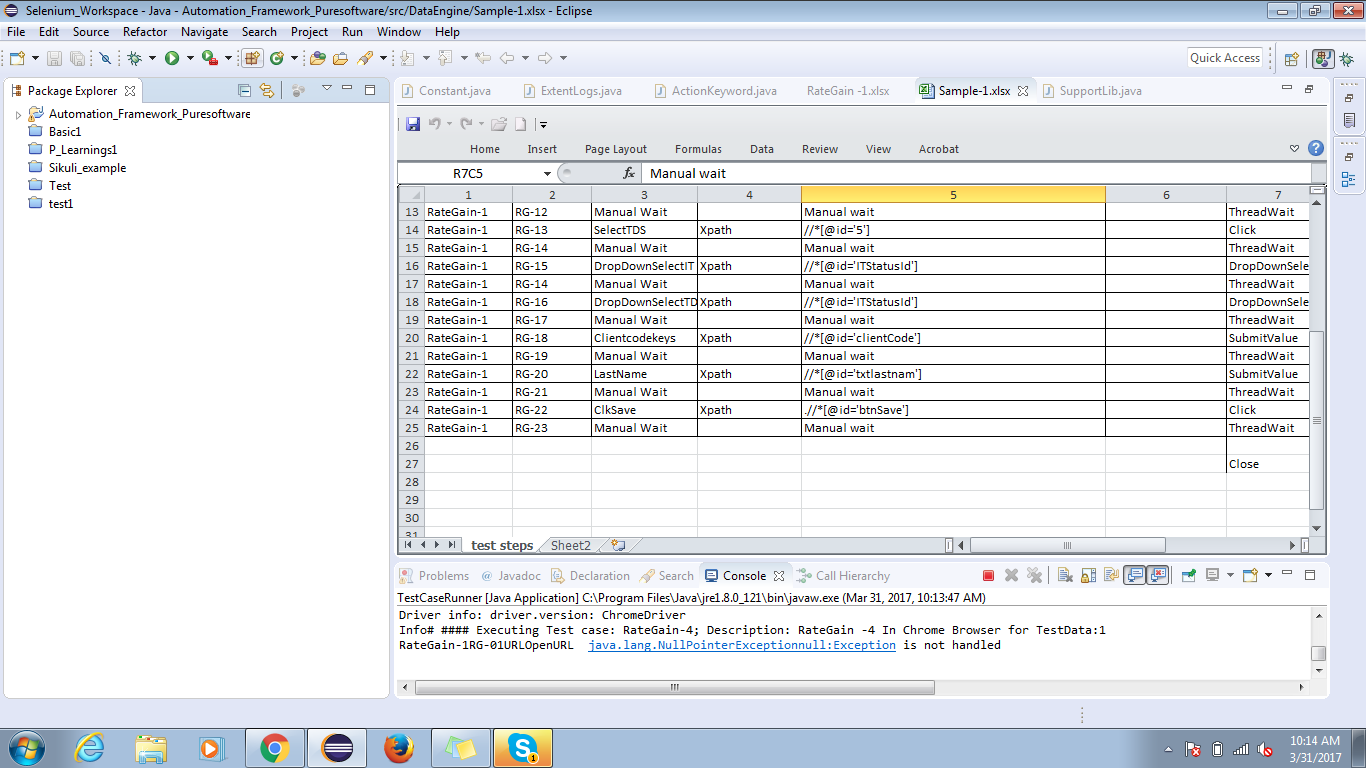 Selenium_Workspace - Java - Automation_Framework_Puresoftware/src/DataEngine/Sample-1.xlsx - Eclipse
File Edit Source Refactor Navigate Search Project Run Window Help
Quick Access
Package Explorer
Automation_Framework_Puresoftware
Basic1
P_Learnings1
Sikuli_example
Test
test1
Constant.java ExtentLogs.java ActionKeyword.java RateGain -1.xlsx Sample-1.xlsx SupportLib.java
Home Insert Page Layout Formulas Data Review View Acrobat
R7C5 fx Manual wait
1 2 3 4 5 6 7
13 RateGain-1 RG-12 Manual Wait Manual wait ThreadWait
14 RateGain-1 RG-13 SelectTDS Xpath //*[@id='5'] Click
15 RateGain-1 RG-14 Manual Wait Manual wait ThreadWait
16 RateGain-1 RG-15 DropDownSelectIT Xpath //*[@id='ITStatusId'] DropDownSele
17 RateGain-1 RG-14 Manual Wait Manual wait ThreadWait
18 RateGain-1 RG-16 DropDownSelectTD Xpath //*[@id='ITStatusId'] DropDownSele
19 RateGain-1 RG-17 Manual Wait Manual wait ThreadWait
20 RateGain-1 RG-18 Clientcodekeys Xpath //*[@id='clientCode'] SubmitValue
21 RateGain-1 RG-19 Manual Wait Manual wait ThreadWait
22 RateGain-1 RG-20 LastName Xpath //*[@id='txtlastnam'] SubmitValue
23 RateGain-1 RG-21 Manual Wait Manual wait ThreadWait
24 RateGain-1 RG-22 ClkSave Xpath .//*[@id='btnSave'] Click
25 RateGain-1 RG-23 Manual Wait Manual wait ThreadWait
26
27 Close
28
29
30
31
test steps Sheet2
Problems @ Javadoc Declaration Search Console Call Hierarchy
TestCaseRunner [Java Application] C:\Program Files\Java\jre1.8.0_121\bin\javaw.exe (Mar 31, 2017, 10:13:47 AM)
Driver info: driver.version: ChromeDriver
Info# #### Executing Test case: RateGain-4; Description: RateGain -4 In Chrome Browser for TestData:1
RateGain-1RG-01URLOpenURL java.lang.NullPointerExceptionnull:Exception is not handled
10:14 AM
3/31/2017